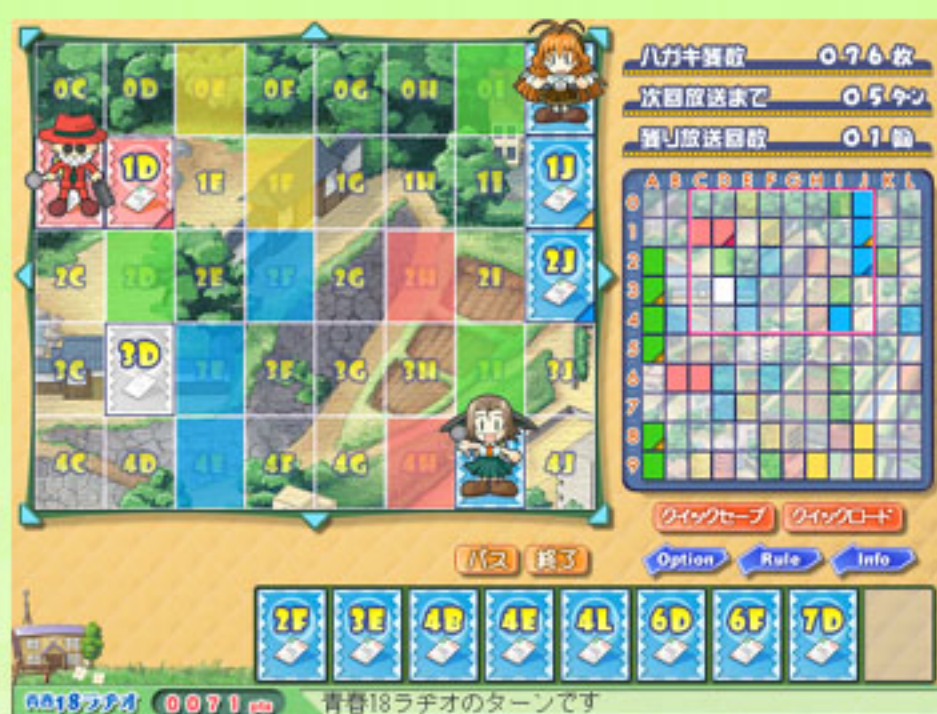 ハガキ獲数 076枚
次回放送まで 05ターン
残り放送回数 01回
0C 0D 0E 0F 0G 0H 0I
1D 1E 1F 1G 1H 1I 1J
2C 2D 2E 2F 2G 2H 2I 2J
3C 3D 3E 3F 3G 3H 3I 3J
4C 4D 4E 4F 4G 4H 4J
A B C D E F G H I J K L
0
1
2
3
4
5
6
7
8
9
クイックセーブ クイックロード
パス 終了 Option Rule Info
2F 3E 4B 4E 4L 6D 6F 7D
青春18ラヂオ 0071 pts 青春18ラヂオのターンです